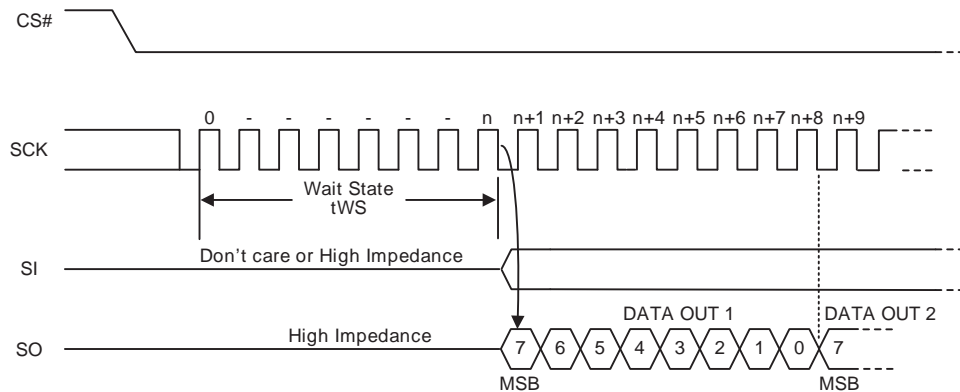 CS#
0 - - - - - - n n+1 n+2 n+3 n+4 n+5 n+6 n+7 n+8 n+9
SCK
Wait State
tWS
Don't care or High Impedance
SI
DATA OUT 1 DATA OUT 2
High Impedance
SO
7 6 5 4 3 2 1 0 7
MSB MSB